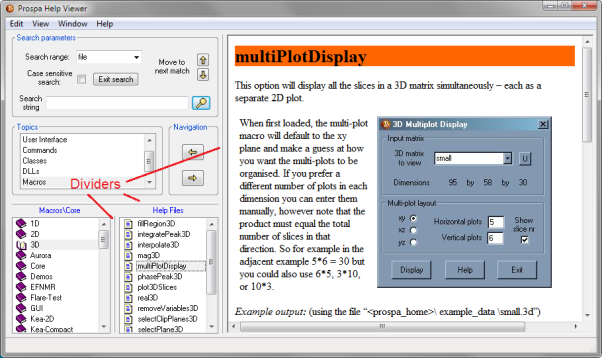 Prospa Help Viewer
Edit View Window Help
Search parameters
Search range: file
Move to
next match
Case sensitive
search:
Exit search
Search
string
Topics
User Interface
Commands
Classes
DLLs
Macros
Navigation
Dividers
Macros\Core
1D
2D
3D
Aurora
Core
Demos
EFNMR
Flare-Test
GUI
Kea-2D
Kea-Compact
Help Files
fillRegion3D
integratePeak3D
interpolate3D
mag3D
multiPlotDisplay
phasePeak3D
plot3DSlices
real3D
removeVariables3D
selectClipPlanes3D
selectPlane3D
multiPlotDisplay
This option will display all the slices in a 3D matrix simultaneously – each as a
separate 2D plot.
When first loaded, the multi-plot
macro will default to the xy
plane and make a guess at how
you want the multi-plots to be
organised. If you prefer a
different number of plots in each
dimension you can enter them
manually, however note that the
product must equal the total
number of slices in that
direction. So for example in the
adjacent example 5*6 = 30 but
you could also use 6*5, 3*10,
or 10*3.
3D Multiplot Display
Input matrix
3D matrix
to view
small
U
Dimensions 95 by 58 by 30
Multi-plot layout
xy
xz
yz
Horizontal plots 5
Vertical plots 6
Show
slice nr
Display Help Exit
Example output: (using the file “<prospa_home>\ example_data \small.3d”)